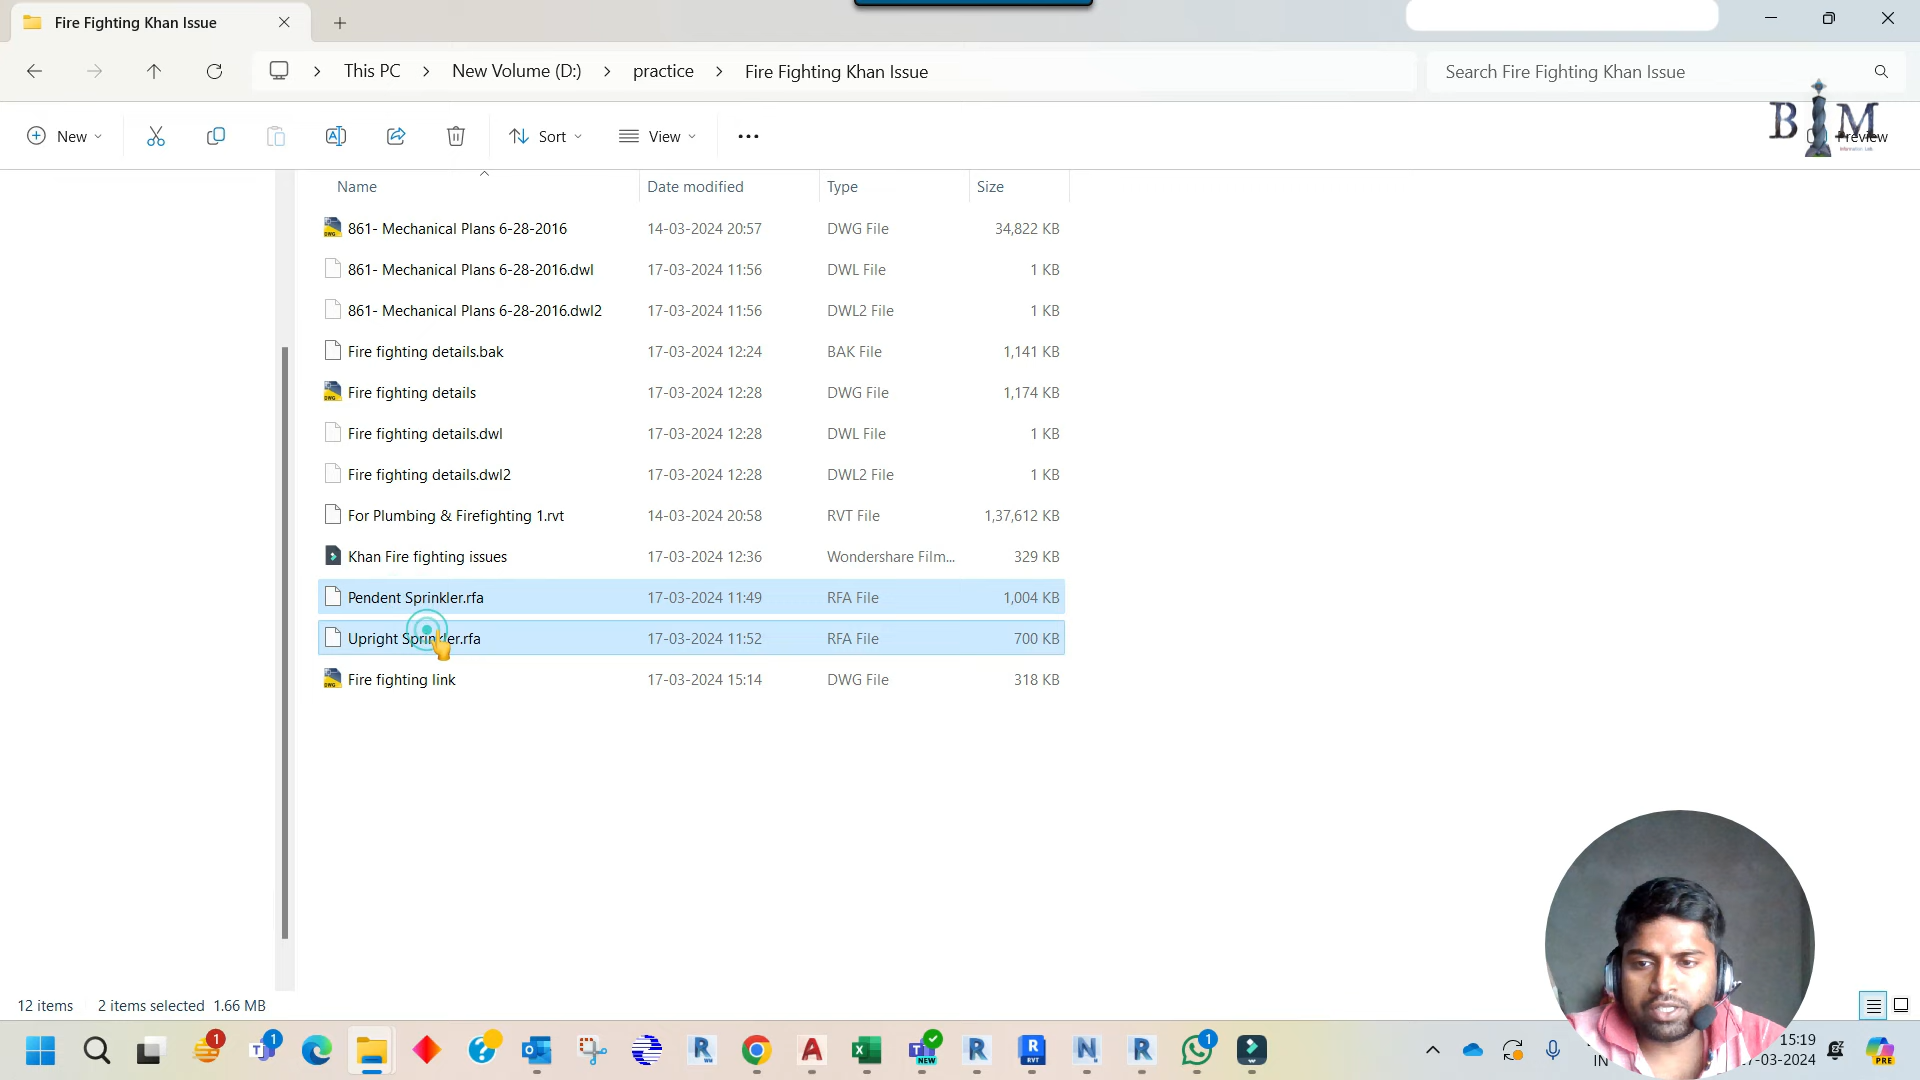 Fire Fighting Khan Issue
This PC > New Volume (D:) > practice > Fire Fighting Khan Issue
Search Fire Fighting Khan Issue
New
Sort
View
Preview
BIM
Name Date modified Type Size
861- Mechanical Plans 6-28-2016 14-03-2024 20:57 DWG File 34,822 KB
861- Mechanical Plans 6-28-2016.dwl 17-03-2024 11:56 DWL File 1 KB
861- Mechanical Plans 6-28-2016.dwl2 17-03-2024 11:56 DWL2 File 1 KB
Fire fighting details.bak 17-03-2024 12:24 BAK File 1,141 KB
Fire fighting details 17-03-2024 12:28 DWG File 1,174 KB
Fire fighting details.dwl 17-03-2024 12:28 DWL File 1 KB
Fire fighting details.dwl2 17-03-2024 12:28 DWL2 File 1 KB
For Plumbing & Firefighting 1.rvt 14-03-2024 20:58 RVT File 1,37,612 KB
Khan Fire fighting issues 17-03-2024 12:36 Wondershare Film... 329 KB
Pendent Sprinkler.rfa 17-03-2024 11:49 RFA File 1,004 KB
Upright Sprinkler.rfa 17-03-2024 11:52 RFA File 700 KB
Fire fighting link 17-03-2024 15:14 DWG File 318 KB
12 items 2 items selected 1.66 MB
15:19
IN
-03-2024